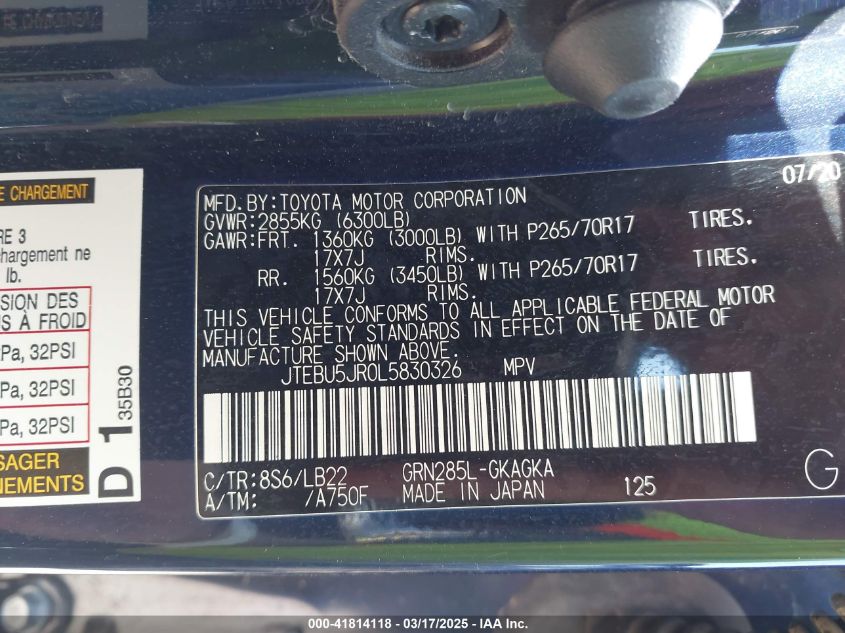 E CHARGEMENT
RE 3
chargement ne
lb.
SION DES
S À FROID
Pa, 32PSI
Pa, 32PSI
Pa, 32PSI
SAGER
NEMENTS
D 1
35B30
07/20
MFD. BY: TOYOTA MOTOR CORPORATION
GVWR: 2855KG (6300LB)
GAWR: FRT. 1360KG (3000LB) WITH P265/70R17 TIRES.
17X7J RIMS.
RR. 1560KG (3450LB) WITH P265/70R17 TIRES.
17X7J RIMS.
THIS VEHICLE CONFORMS TO ALL APPLICABLE FEDERAL MOTOR
VEHICLE SAFETY STANDARDS IN EFFECT ON THE DATE OF
MANUFACTURE SHOWN ABOVE.
JTEBU5JR0L5830326 MPV
C/TR: 8S6/LB22 GRN285L-GKAGKA
A/TM: /A750F MADE IN JAPAN 125
G
000-41814118 - 03/17/2025 - IAA Inc.